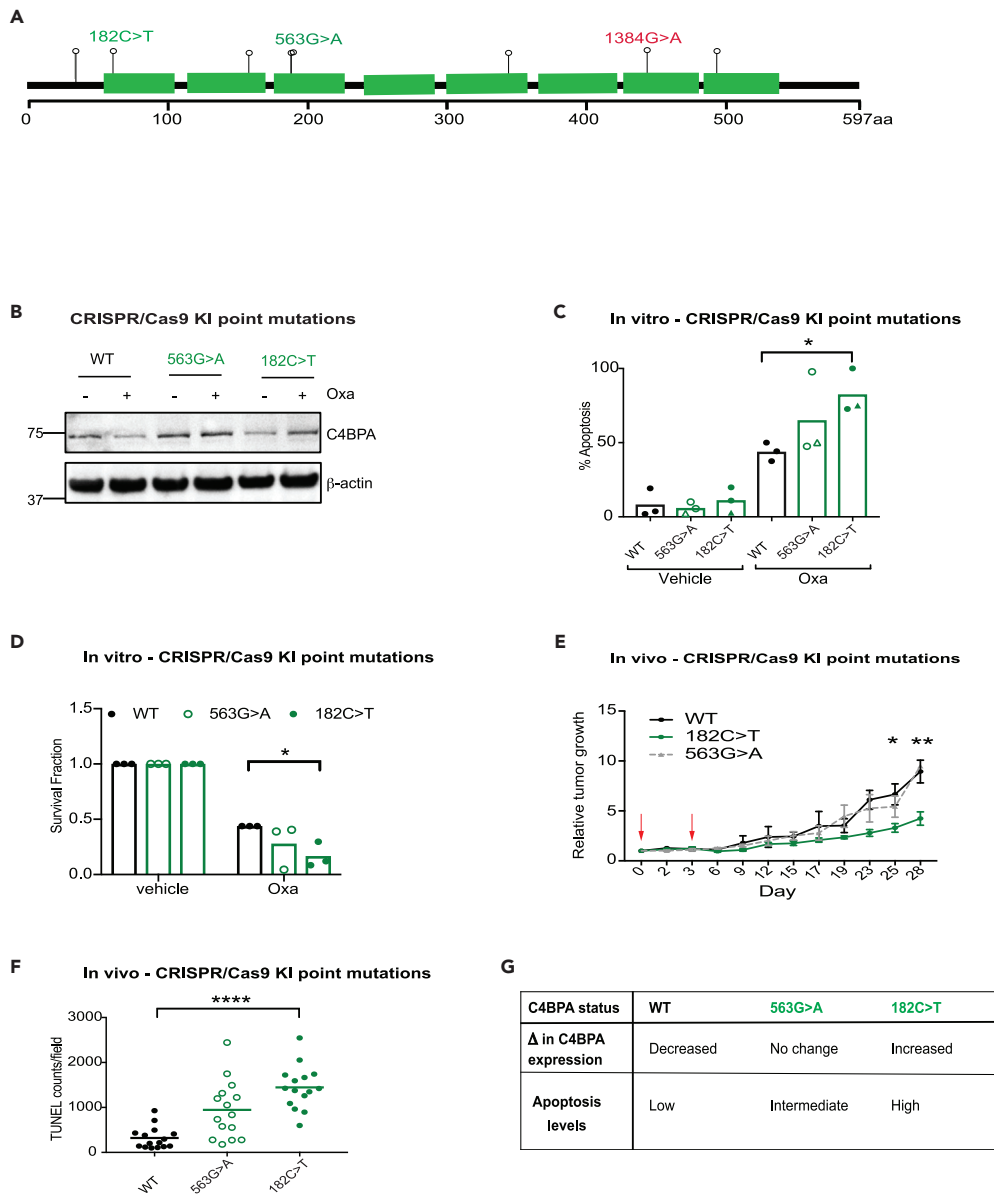 A
182C>T 563G>A 1384G>A
0 100 200 300 400 500 597aa
B
CRISPR/Cas9 KI point mutations
WT 563G>A 182C>T
- + - + - + Oxa
75 C4BPA
β-actin
37
C
In vitro - CRISPR/Cas9 KI point mutations
*
% Apoptosis
100
50
0
WT 563G>A 182C>T WT 563G>A 182C>T
Vehicle Oxa
D
In vitro - CRISPR/Cas9 KI point mutations
WT 563G>A 182C>T
*
Survival Fraction
1.5
1.0
0.5
0.0
vehicle Oxa
E
In vivo - CRISPR/Cas9 KI point mutations
WT
182C>T
563G>A
* **
Relative tumor growth
15
10
5
0
0 2 3 6 9 12 15 17 19 23 25 28
Day
F
In vivo - CRISPR/Cas9 KI point mutations
****
TUNEL counts/field
3000
2000
1000
0
WT 563G>A 182C>T
G
C4BPA status WT 563G>A 182C>T
Δ in C4BPA
expression Decreased No change Increased
Apoptosis
levels Low Intermediate High